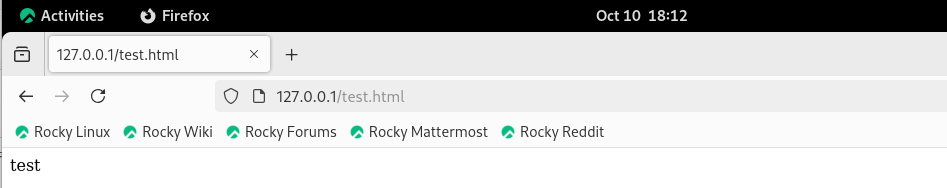 Activities Firefox Oct 10 18:12
127.0.0.1/test.html
127.0.0.1/test.html
Rocky Linux Rocky Wiki Rocky Forums Rocky Mattermost Rocky Reddit
test